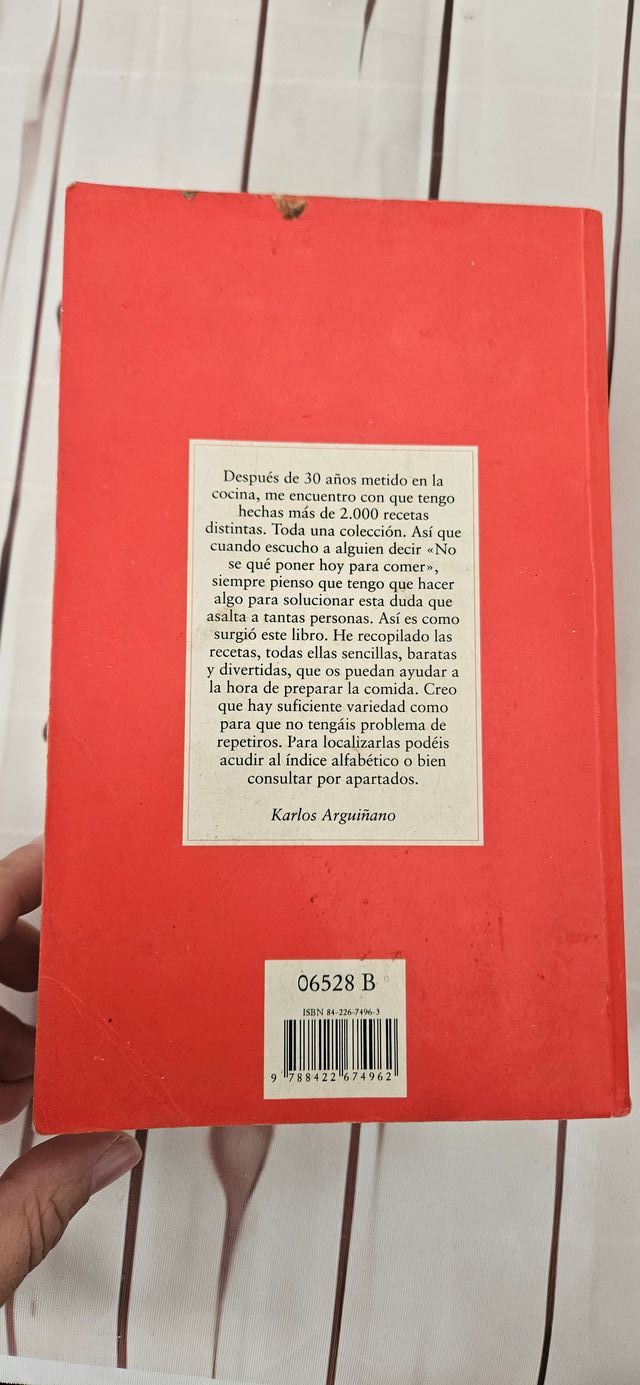 Después de 30 años metido en la
cocina, me encuentro con que tengo
hechas más de 2.000 recetas
distintas. Toda una colección. Así que
cuando escucho a alguien decir «No
se qué poner hoy para comer»,
siempre pienso que tengo que hacer
algo para solucionar esta duda que
asalta a tantas personas. Así es como
surgió este libro. He recopilado las
recetas, todas ellas sencillas, baratas
y divertidas, que os puedan ayudar a
la hora de preparar la comida. Creo
que hay suficiente variedad como
para que no tengáis problema de
repetiros. Para localizarlas podéis
acudir al índice alfabético o bien
consultar por apartados.
Karlos Arguiñano
06528 B
ISBN 84-226-7496-3
9 788422 674962